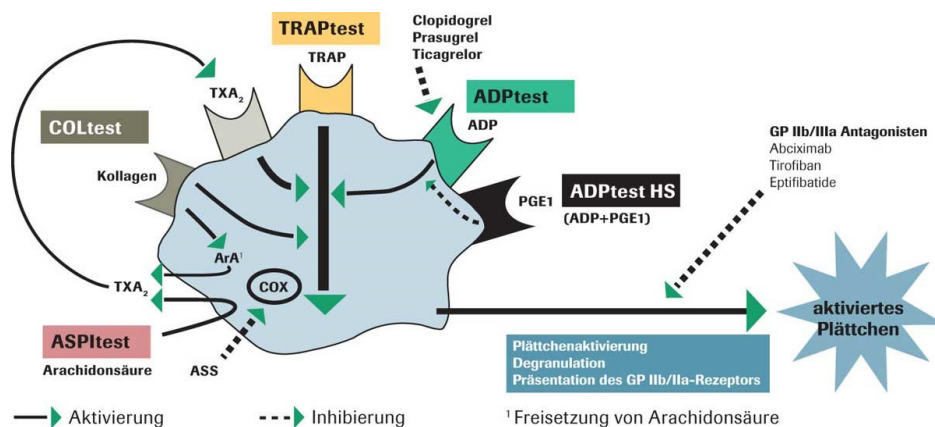 TRAPtest
TRAP
Clopidogrel
Prasugrel
Ticagrelor
TXA2
ADPtest
ADP
COLtest
Kollagen
GP IIb/IIIa Antagonisten
Abciximab
Tirofiban
Eptifibatide
PGE1
ADPtest HS
(ADP+PGE1)
ArA¹
TXA2
COX
aktiviertes
Plättchen
ASPItest
Arachidonsäure
ASS
Plättchenaktivierung
Degranulation
Präsentation des GP IIb/IIa-Rezeptors
Aktivierung
Inhibierung
¹ Freisetzung von Arachidonsäure